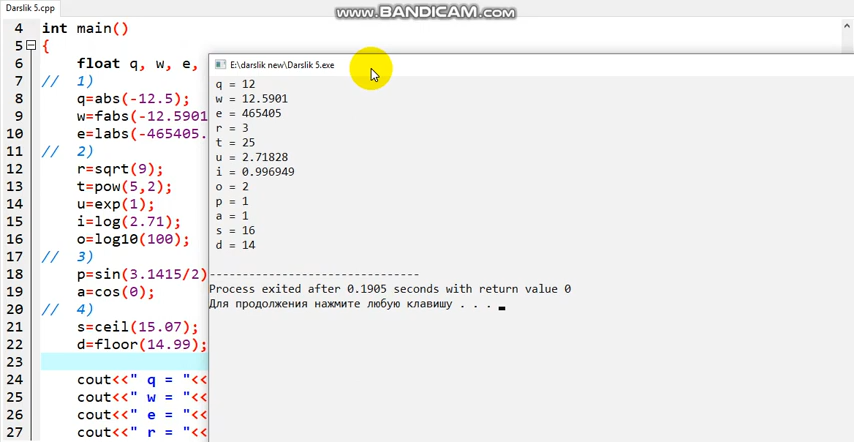 Darslik 5.cpp
www.BANDICAM.com
4 int main()
5 {
6 float q, w, e,
7 // 1)
8 q=abs(-12.5);
9 w=fabs(-12.5901
10 e=labs(-465405.
11 // 2)
12 r=sqrt(9);
13 t=pow(5,2);
14 u=exp(1);
15 i=log(2.71);
16 o=log10(100);
17 // 3)
18 p=sin(3.1415/2)
19 a=cos(0);
20 // 4)
21 s=ceil(15.07);
22 d=floor(14.99);
23
24 cout<<" q = "<<
25 cout<<" w = "<<
26 cout<<" e = "<<
27 cout<<" r = "<<
E:\darslik new\Darslik 5.exe
q = 12
w = 12.5901
e = 465405
r = 3
t = 25
u = 2.71828
i = 0.996949
o = 2
p = 1
a = 1
s = 16
d = 14
--------------------------------
Process exited after 0.1905 seconds with return value 0
Для продолжения нажмите любую клавишу . . .